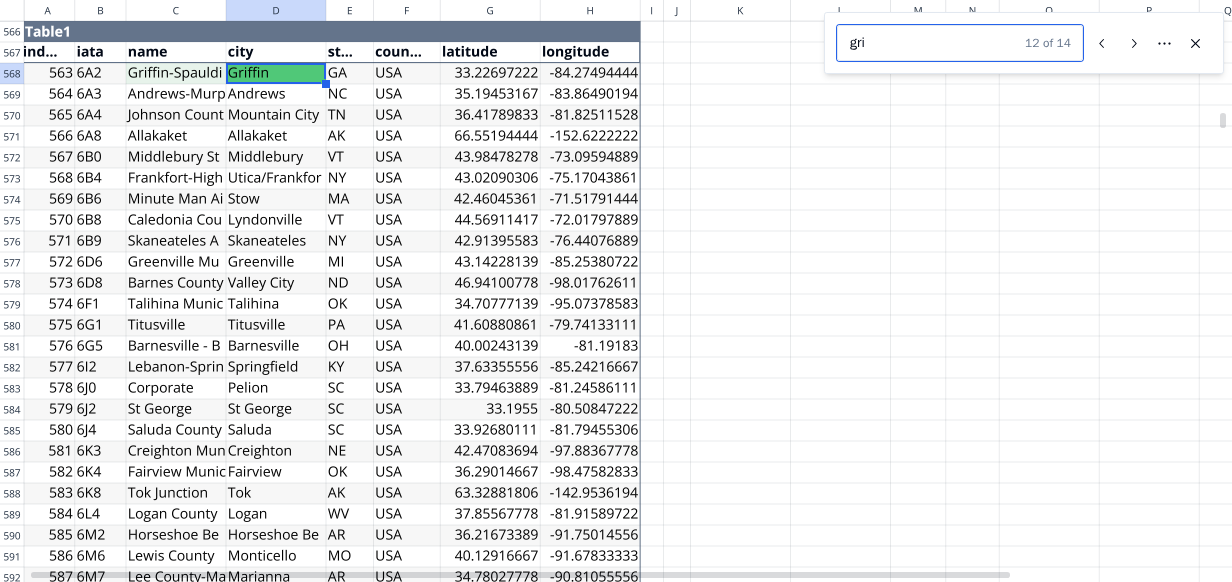 A B C D E F G H I J K L M N O P Q
566 Table1
gri 12 of 14
567 ind... iata name city st... coun... latitude longitude
568 563 6A2 Griffin-Spauldi Griffin GA USA 33.22697222 -84.27494444
569 564 6A3 Andrews-Murp Andrews NC USA 35.19453167 -83.86490194
570 565 6A4 Johnson Count Mountain City TN USA 36.41789833 -81.82511528
571 566 6A8 Allakaket Allakaket AK USA 66.55194444 -152.6222222
572 567 6B0 Middlebury St Middlebury VT USA 43.98478278 -73.09594889
573 568 6B4 Frankfort-High Utica/Frankfor NY USA 43.02090306 -75.17043861
574 569 6B6 Minute Man Ai Stow MA USA 42.46045361 -71.51791444
575 570 6B8 Caledonia Cou Lyndonville VT USA 44.56911417 -72.01797889
576 571 6B9 Skaneateles A Skaneateles NY USA 42.91395583 -76.44076889
577 572 6D6 Greenville Mu Greenville MI USA 43.14228139 -85.25380722
578 573 6D8 Barnes County Valley City ND USA 46.94100778 -98.01762611
579 574 6F1 Talihina Munic Talihina OK USA 34.70777139 -95.07378583
580 575 6G1 Titusville Titusville PA USA 41.60880861 -79.74133111
581 576 6G5 Barnesville - B Barnesville OH USA 40.00243139 -81.19183
582 577 6I2 Lebanon-Sprin Springfield KY USA 37.63355556 -85.24216667
583 578 6J0 Corporate Pelion SC USA 33.79463889 -81.24586111
584 579 6J2 St George St George SC USA 33.1955 -80.50847222
585 580 6J4 Saluda County Saluda SC USA 33.92680111 -81.79455306
586 581 6K3 Creighton Mun Creighton NE USA 42.47083694 -97.88367778
587 582 6K4 Fairview Munic Fairview OK USA 36.29014667 -98.47582833
588 583 6K8 Tok Junction Tok AK USA 63.32881806 -142.9536194
589 584 6L4 Logan County Logan WV USA 37.85567778 -81.91589722
590 585 6M2 Horseshoe Be Horseshoe Be AR USA 36.21673389 -91.75014556
591 586 6M6 Lewis County Monticello MO USA 40.12916667 -91.67833333
592 587 6M7 Lee County-Ma Marianna AR USA 34.78027778 -90.81055556